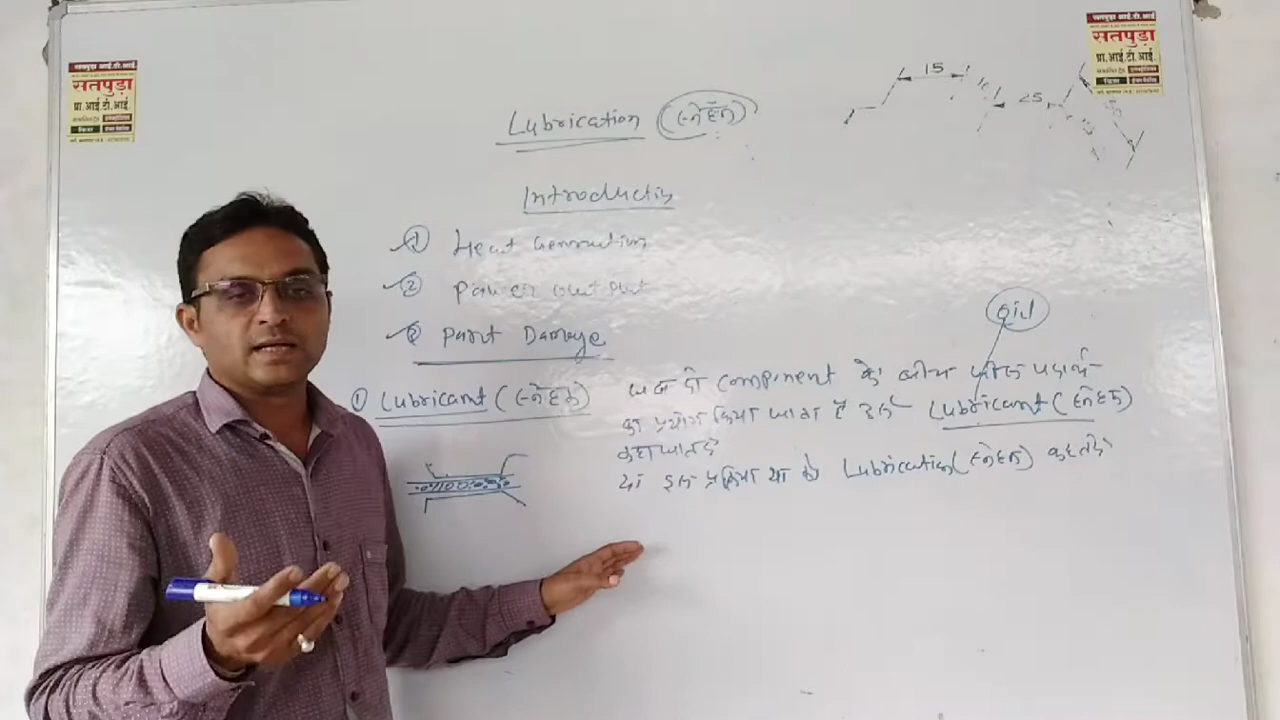 सतपुड़ा
प्रा.आई.टी.आई.
सतपुड़ा
प्रा.आई.टी.आई.
15
25
Lubrication (स्नेहन)
Introduction
① Heat Generation
② Power output
③ Part Damage
oil
① Lubricant (स्नेहक)
जब दो component के बीच पदार्थ
का प्रयोग किया जाता है उसे Lubricant (स्नेहक)
कहा जाता है
या इस प्रक्रिया को Lubrication (स्नेहन) कहते है